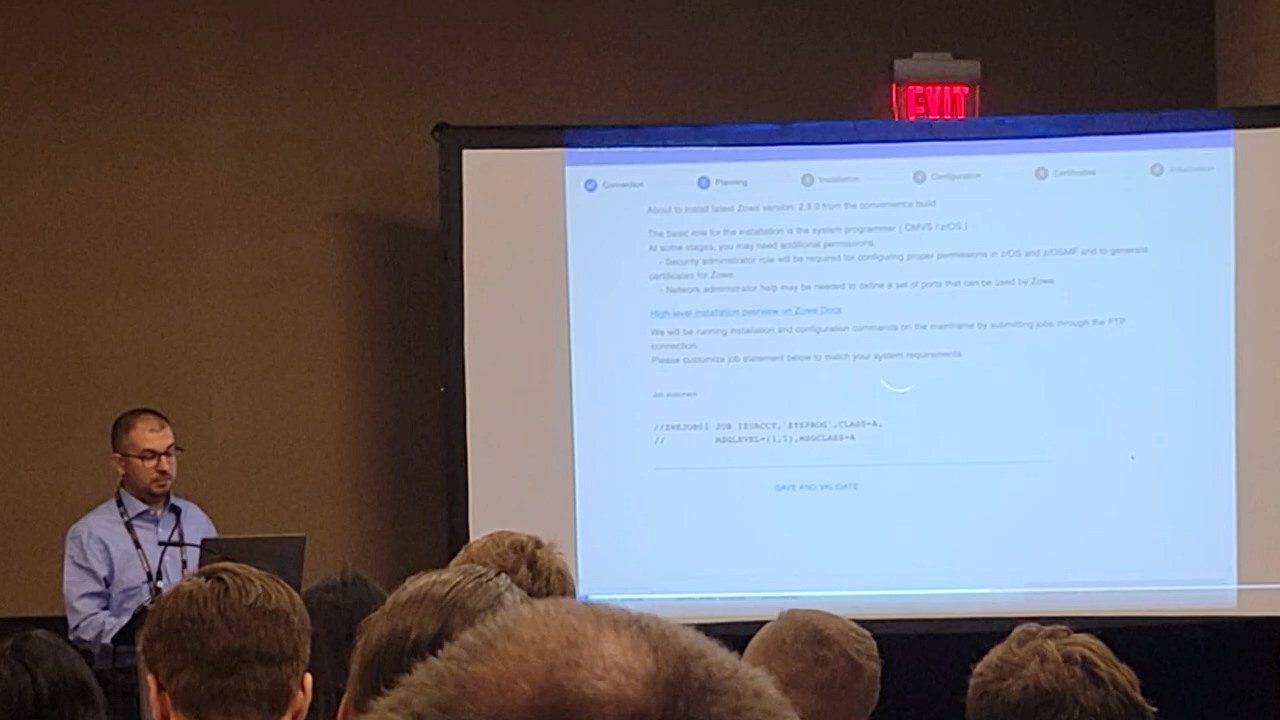 EXIT
Connection
Planning
Installation
Configuration
Certificates
Initialization
About to install latest Zowe version: 2.9.0 from the convenience build
The basic role for the installation is the system programmer ( OMVS / z/OS )
At some stages, you may need additional permissions.
- Security administrator role will be required for configuring proper permissions in z/OS and z/OSMF and to generate
certificates for Zowe.
- Network administrator help may be needed to define a set of ports that can be used by Zowe.
High-level installation overview on Zowe Docs
We will be running installation and configuration commands on the mainframe by submitting jobs through the FTP
connection.
Please customize job statement below to match your system requirements.
Job statement
//ZWEJOB01 JOB IZUACCT,'SYSPROG',CLASS=A,
// MSGLEVEL=(1,1),MSGCLASS=A
SAVE AND VALIDATE